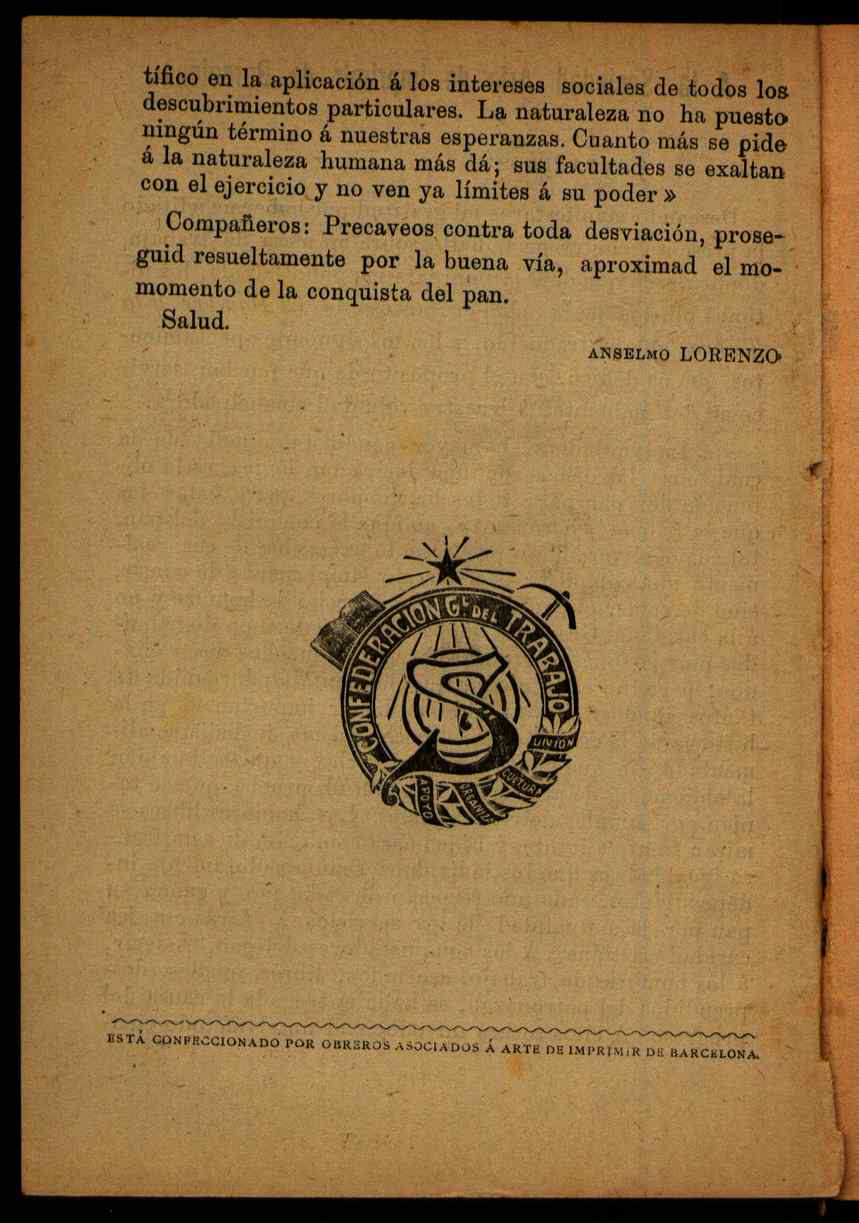 tífico en la aplicación á los intereses sociales de todos los
descubrimientos particulares. La naturaleza no ha puesto
ningún término á nuestras esperanzas. Cuanto más se pide
á la naturaleza humana más dá; sus facultades se exaltan
con el ejercicio y no ven ya límites á su poder»
Compañeros: Precaveos contra toda desviación, prose-
guid resueltamente por la buena vía, aproximad el mo-
momento de la conquista del pan.
Salud.
ANSELMO LORENZO
CONFEDERACION Gl. DEL TRABAJO
S
APOYO
ORGANIZA
CULTURA
UNION
ESTÁ CONFECCIONADO POR OBREROS ASOCIADOS Á ARTE DE IMPRIMIR DE BARCELONA.